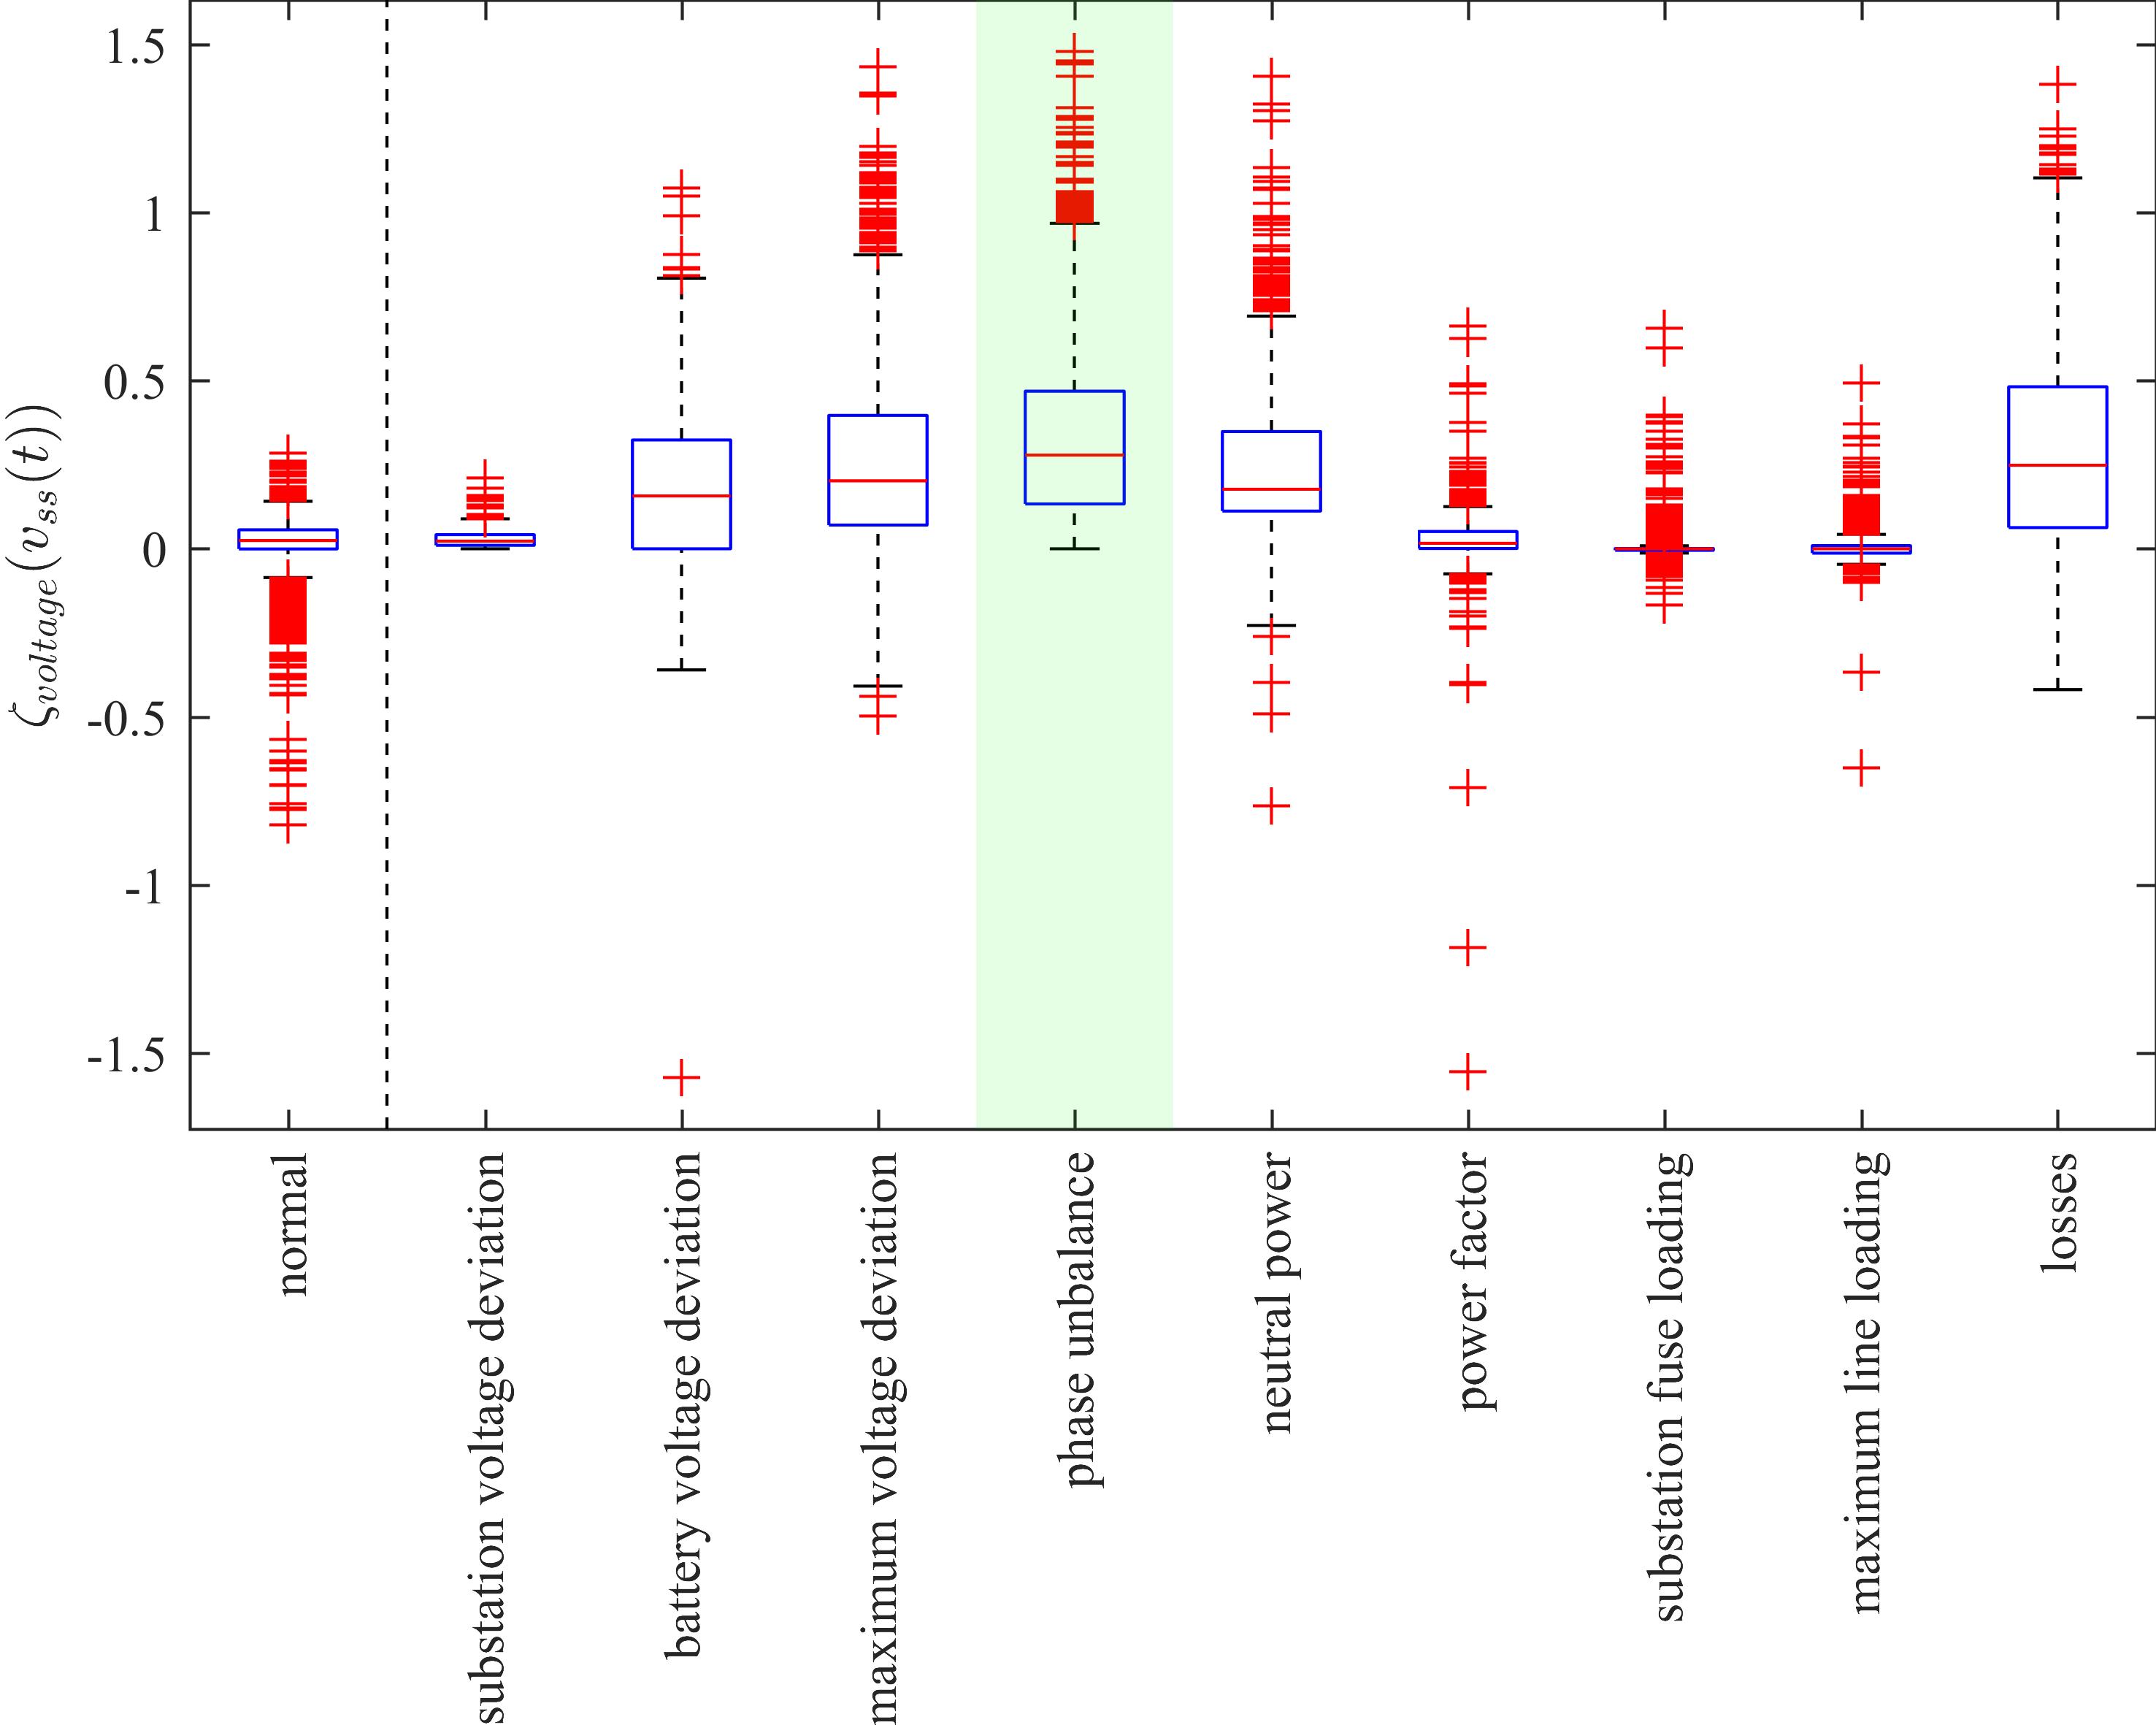 1.5
1
0.5
0
-0.5
-1
-1.5
ζvoltage(vss(t))
normal
substation voltage deviation
battery voltage deviation
maximum voltage deviation
phase unbalance
neutral power
power factor
substation fuse loading
maximum line loading
losses